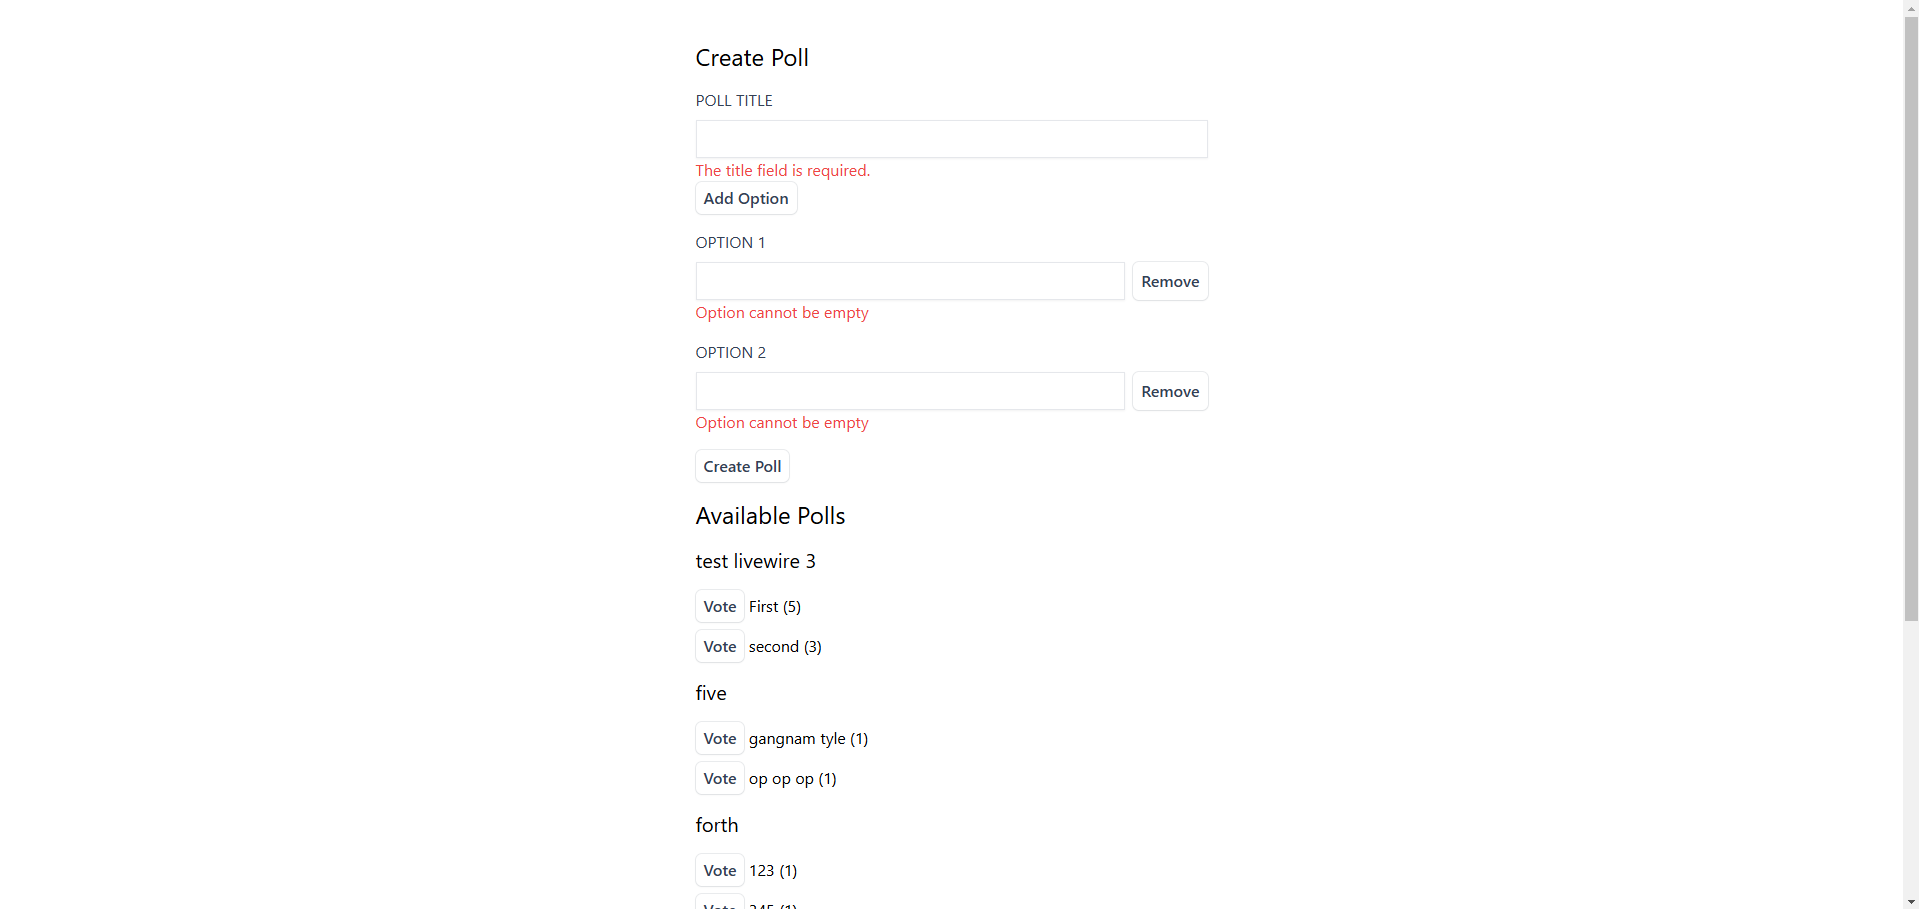 Create Poll
POLL TITLE
The title field is required.
Add Option
OPTION 1
Remove
Option cannot be empty
OPTION 2
Remove
Option cannot be empty
Create Poll
Available Polls
test livewire 3
Vote First (5)
Vote second (3)
five
Vote gangnam tyle (1)
Vote op op op (1)
forth
Vote 123 (1)